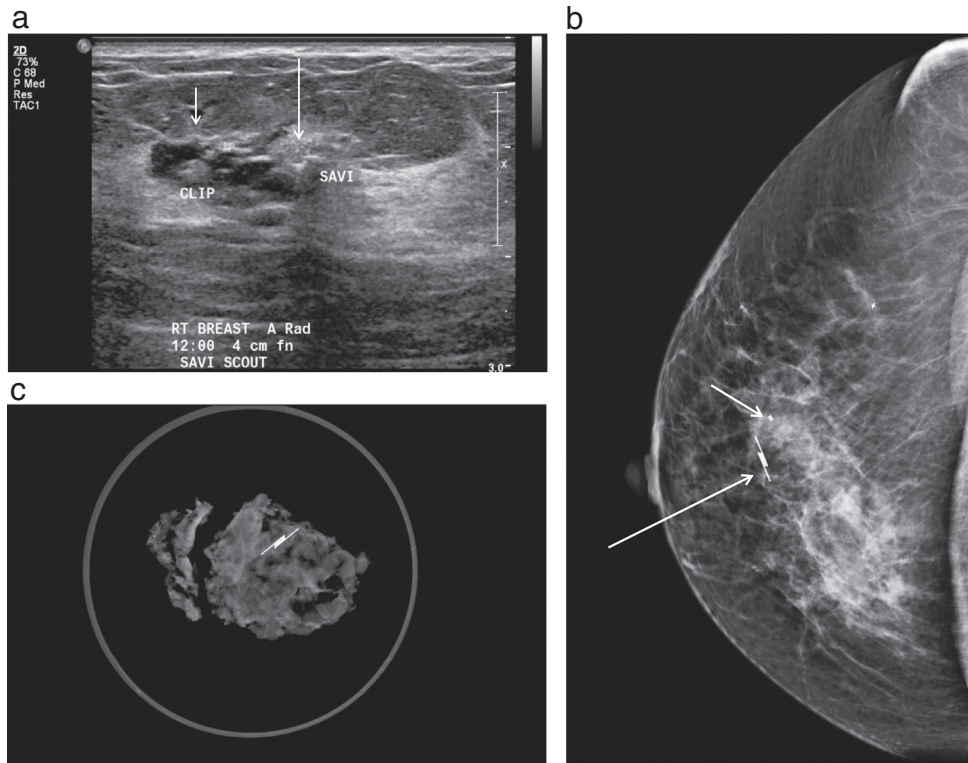 a
2D
73%
C 68
P Med
Res
TAC1
P
x
CLIP
SAVI
RT BREAST A Rad
12:00 4 cm fn
SAVI SCOUT
3.0
b
c